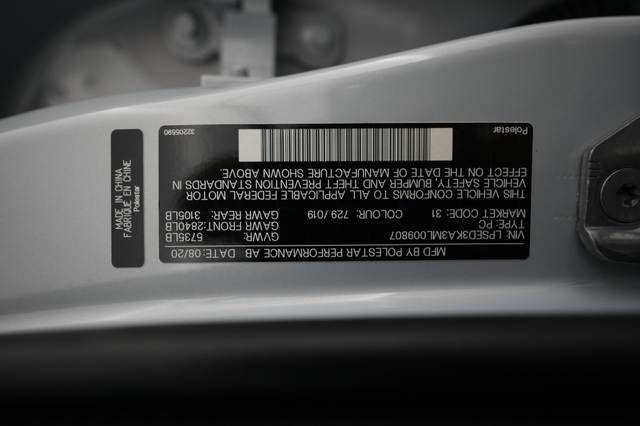 MFD BY POLESTAR PERFORMANCE AB DATE: 08/20
VIN: LPSED3KA3ML009807 GVWR: 5735LB
TYPE: PC GAWR FRONT: 2840LB
MARKET CODE: 31 COLOUR: 729 /019 GAWR REAR: 3106LB
THIS VEHICLE CONFORMS TO ALL APPLICABLE FEDERAL MOTOR
VEHICLE SAFETY, BUMPER AND THEFT PREVENTION STANDARDS IN
EFFECT ON THE DATE OF MANUFACTURE SHOWN ABOVE.
Polestar 32205590
MADE IN CHINA
FABRIQUÉ EN CHINE
Polestar